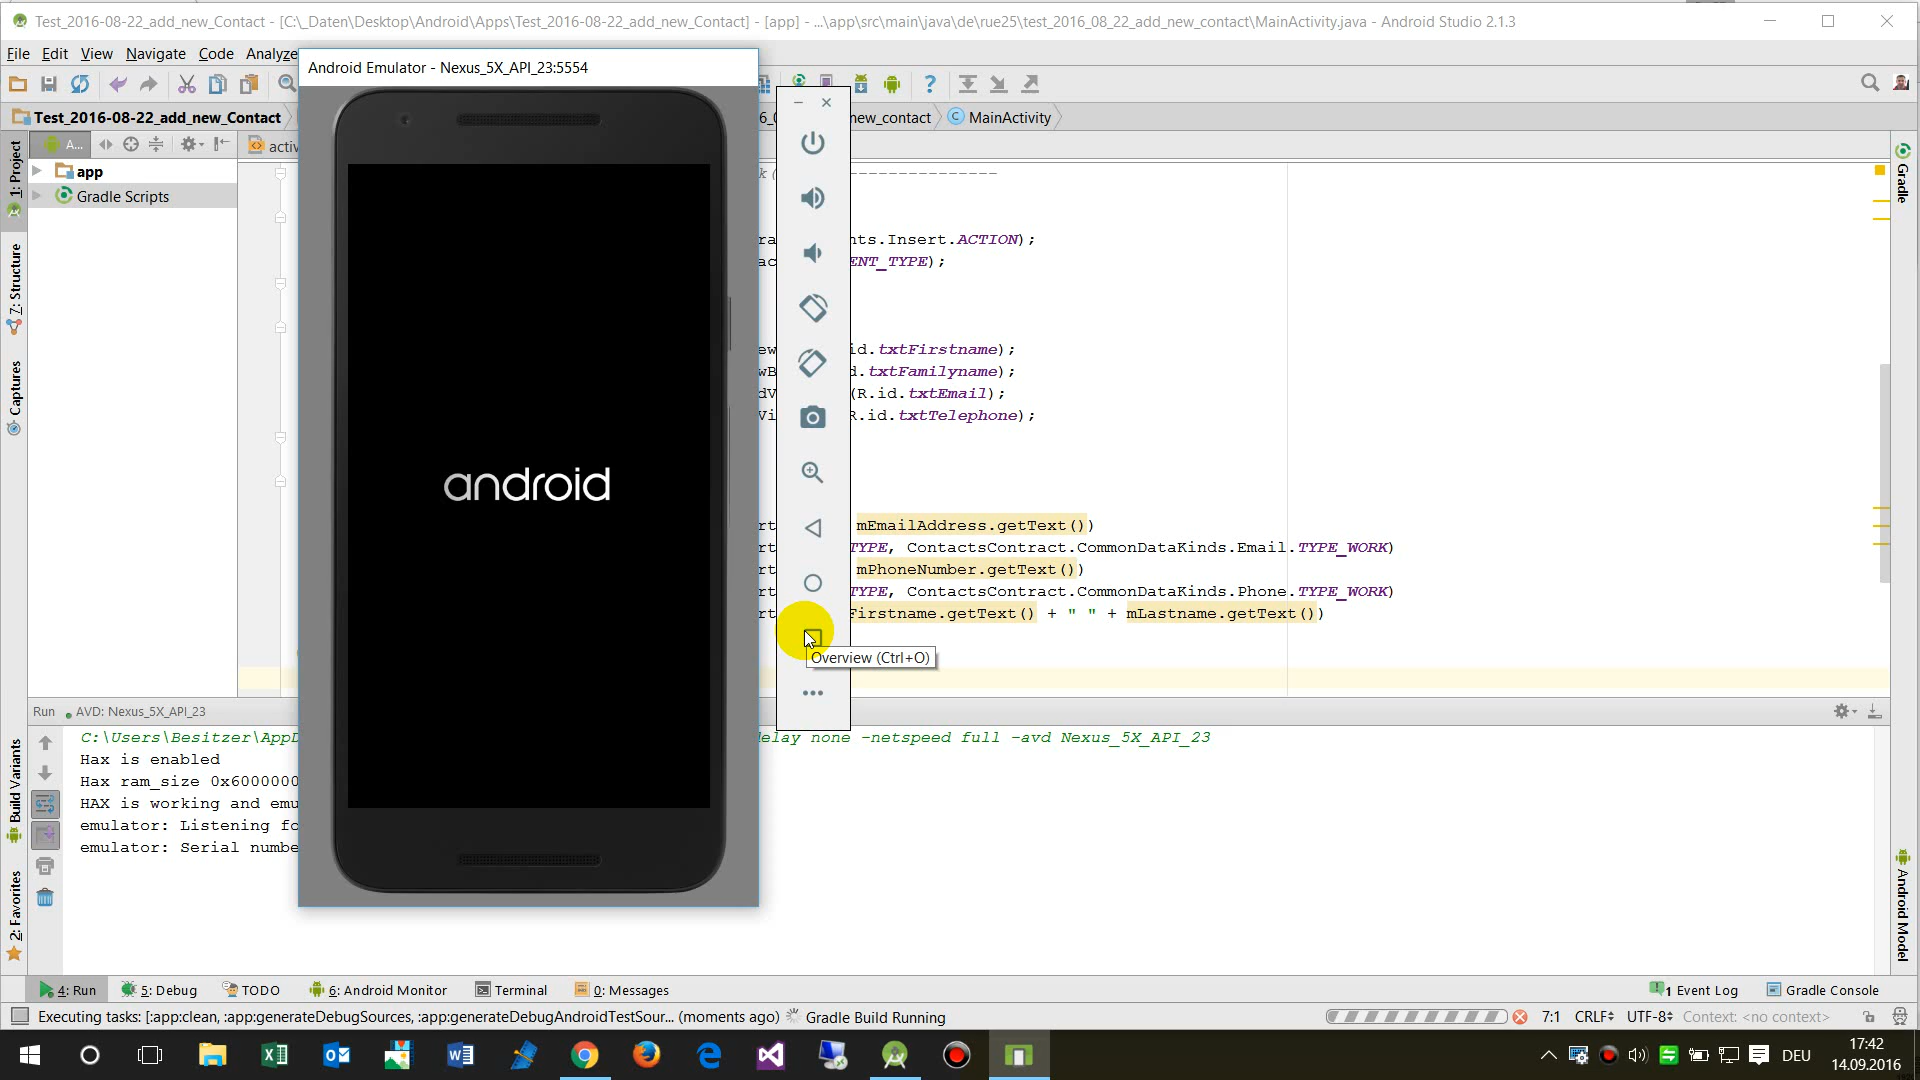 Test_2016-08-22_add_new_Contact - [C:\_Daten\Desktop\Android\Apps\Test_2016-08-22_add_new_Contact] - [app] - ...\app\src\main\java\de\rue25\test_2016_08_22_add_new_contact\MainActivity.java - Android Studio 2.1.3
File Edit View Navigate Code Analyze
Android Emulator - Nexus_5X_API_23:5554
Test_2016-08-22_add_new_Contact
new_contact
MainActivity
A...
activ
1: Project
app
Gradle Scripts
7: Structure
Captures
Build Variants
2: Favorites
Gradle
Android Model
android
nts.Insert.ACTION);
ENT_TYPE);
id.txtFirstname);
d.txtFamilyname);
(R.id.txtEmail);
R.id.txtTelephone);
mEmailAddress.getText())
TYPE, ContactsContract.CommonDataKinds.Email.TYPE_WORK)
mPhoneNumber.getText())
TYPE, ContactsContract.CommonDataKinds.Phone.TYPE_WORK)
Firstname.getText() + " " + mLastname.getText())
Overview (Ctrl+O)
Run AVD: Nexus_5X_API_23
C:\Users\Besitzer\AppD
elay none -netspeed full -avd Nexus_5X_API_23
Hax is enabled
Hax ram_size 0x6000000
HAX is working and emu
emulator: Listening fo
emulator: Serial numbe
4: Run 5: Debug TODO 6: Android Monitor Terminal 0: Messages 1 Event Log Gradle Console
Executing tasks: [:app:clean, :app:generateDebugSources, :app:generateDebugAndroidTestSour... (moments ago) Gradle Build Running 7:1 CRLF UTF-8 Context: <no context>
DEU
17:42
14.09.2016